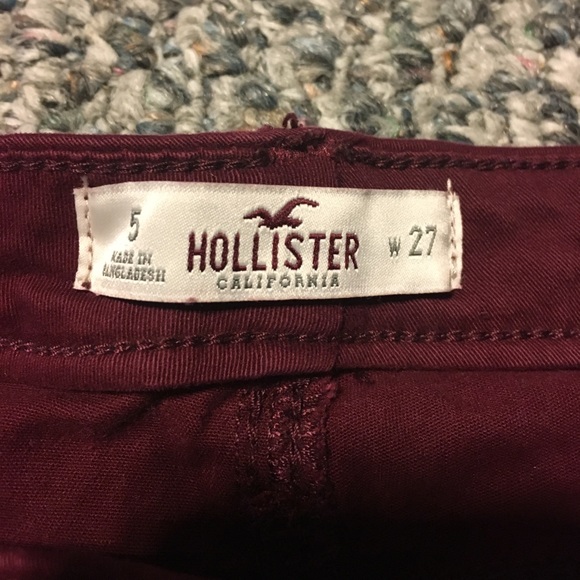 5
MADE IN
BANGLADESH
HOLLISTER
CALIFORNIA
W 27